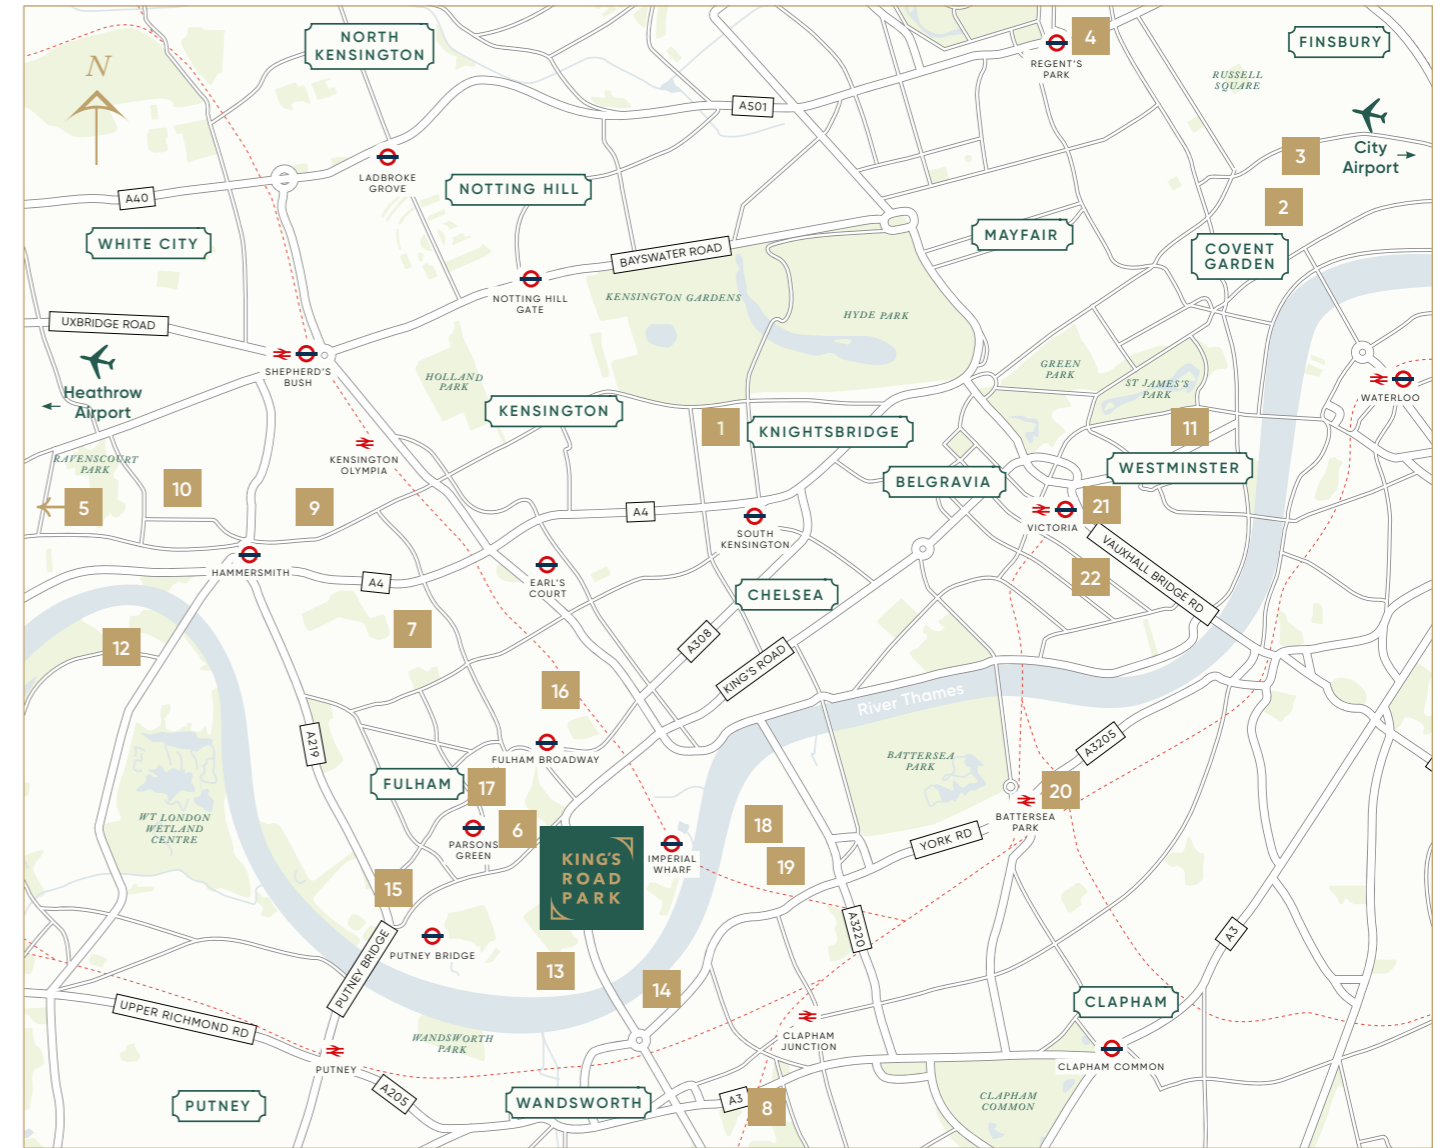 NORTH
KENSINGTON
4
REGENT'S
PARK
FINSBURY
N
RUSSELL
SQUARE
A501
City
Airport
3
LADBROKE
GROVE
NOTTING HILL
A40
2
WHITE CITY
MAYFAIR
COVENT
GARDEN
BAYSWATER ROAD
NOTTING HILL
GATE
KENSINGTON GARDENS
HYDE PARK
UXBRIDGE ROAD
SHEPHERD'S
BUSH
Heathrow
Airport
HOLLAND
PARK
GREEN
PARK
ST JAMES'S
PARK
WATERLOO
KENSINGTON
1
KNIGHTSBRIDGE
11
KENSINGTON
OLYMPIA
RAVENSCOURT
PARK
BELGRAVIA
WESTMINSTER
10
5
9
A4
SOUTH
KENSINGTON
VICTORIA
21
HAMMERSMITH
A4
EARL'S
COURT
CHELSEA
22
VAUXHALL BRIDGE RD
12
7
A308
KING'S ROAD
16
River Thames
A219
FULHAM BROADWAY
A3205
BATTERSEA
PARK
FULHAM
17
20
BATTERSEA
PARK
WT LONDON
WETLAND
CENTRE
PARSONS
GREEN
6
KING'S
ROAD
PARK
IMPERIAL
WHARF
18
19
YORK RD
15
A3220
A3
PUTNEY BRIDGE
PUTNEY BRIDGE
13
14
CLAPHAM
UPPER RICHMOND RD
WANDSWORTH
PARK
CLAPHAM
JUNCTION
PUTNEY
CLAPHAM COMMON
A205
PUTNEY
WANDSWORTH
A3
8
CLAPHAM
COMMON